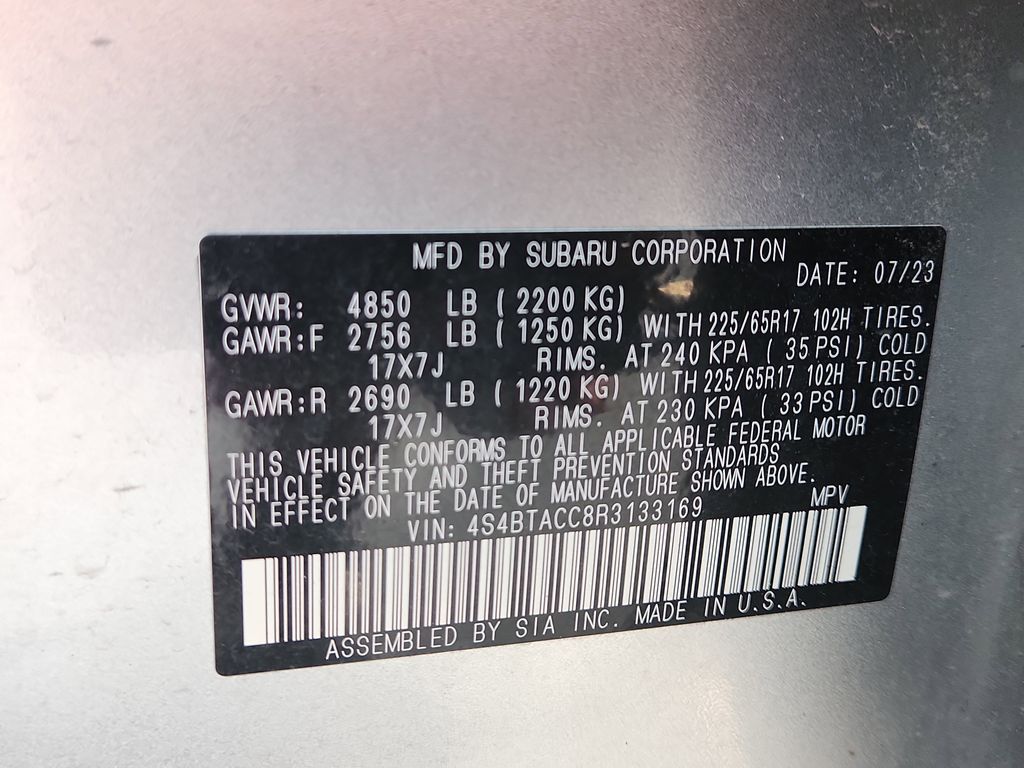 MFD BY SUBARU CORPORATION
DATE: 07/23
GVWR: 4850 LB ( 2200 KG)
GAWR:F 2756 LB ( 1250 KG) WITH 225/65R17 102H TIRES.
17X7J RIMS. AT 240 KPA ( 35 PSI) COLD
GAWR:R 2690 LB ( 1220 KG) WITH 225/65R17 102H TIRES.
17X7J RIMS. AT 230 KPA ( 33 PSI) COLD
THIS VEHICLE CONFORMS TO ALL APPLICABLE FEDERAL MOTOR
VEHICLE SAFETY AND THEFT PREVENTION STANDARDS
IN EFFECT ON THE DATE OF MANUFACTURE SHOWN ABOVE.
VIN: 4S4BTACC8R3133169 MPV
ASSEMBLED BY SIA INC. MADE IN U.S.A.